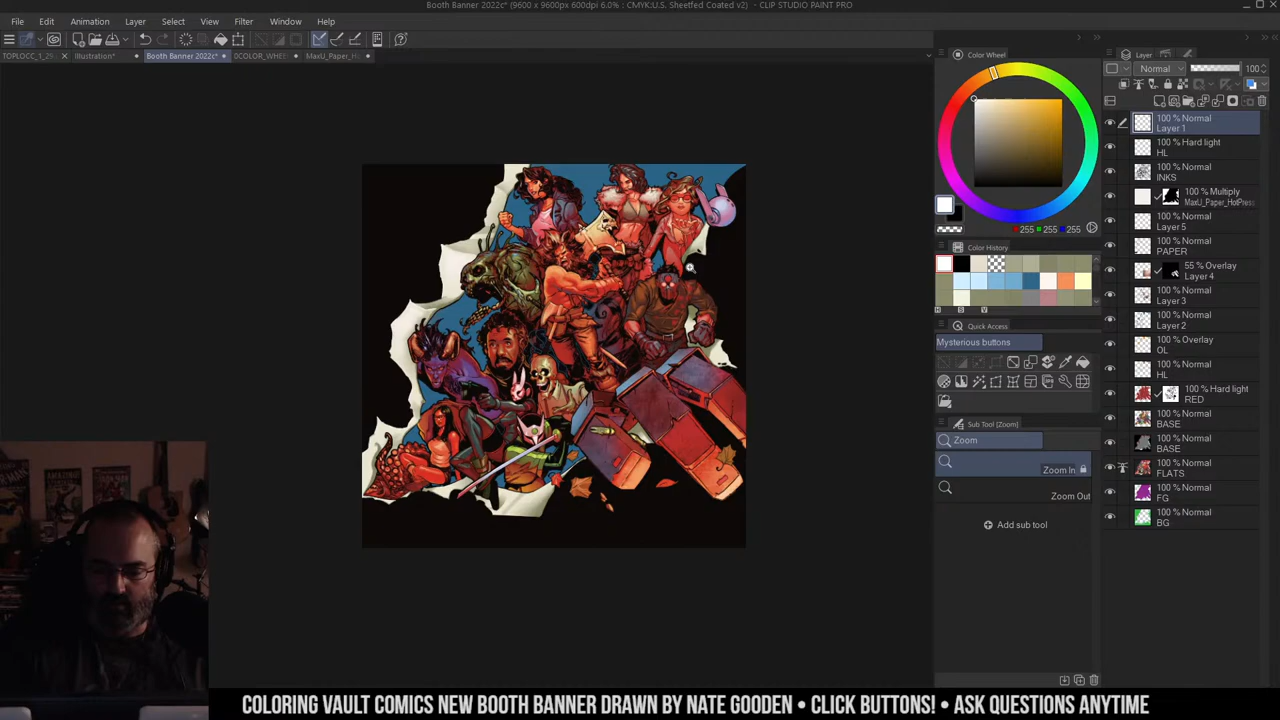 Booth Banner 2022c* (9600 x 9600px 600dpi 6.0% : CMYK:U.S. Sheetfed Coated v2) - CLIP STUDIO PAINT PRO
File Edit Animation Layer Select View Filter Window Help
TOPLOCC_1_2 Illustration* Booth Banner 2022c* 0COLOR_WHEE MaxU_Paper_H
Color Wheel
255 255 255
Color History
H S V
Quick Access
Mysterious buttons
Sub Tool [Zoom]
Zoom
Zoom In
Zoom Out
Add sub tool
Layer
Normal 100
100 % Normal
Layer 1
100 % Hard light
HL
100 % Normal
INKS
100 % Multiply
MaxU_Paper_HotPress
100 % Normal
Layer 5
100 % Normal
PAPER
55 % Overlay
Layer 4
100 % Normal
Layer 3
100 % Normal
Layer 2
100 % Overlay
OL
100 % Normal
HL
100 % Hard light
RED
100 % Normal
BASE
100 % Normal
BASE
100 % Normal
FLATS
100 % Normal
FG
100 % Normal
BG
COLORING VAULT COMICS NEW BOOTH BANNER DRAWN BY NATE GOODEN • CLICK BUTTONS! • ASK QUESTIONS ANYTIME